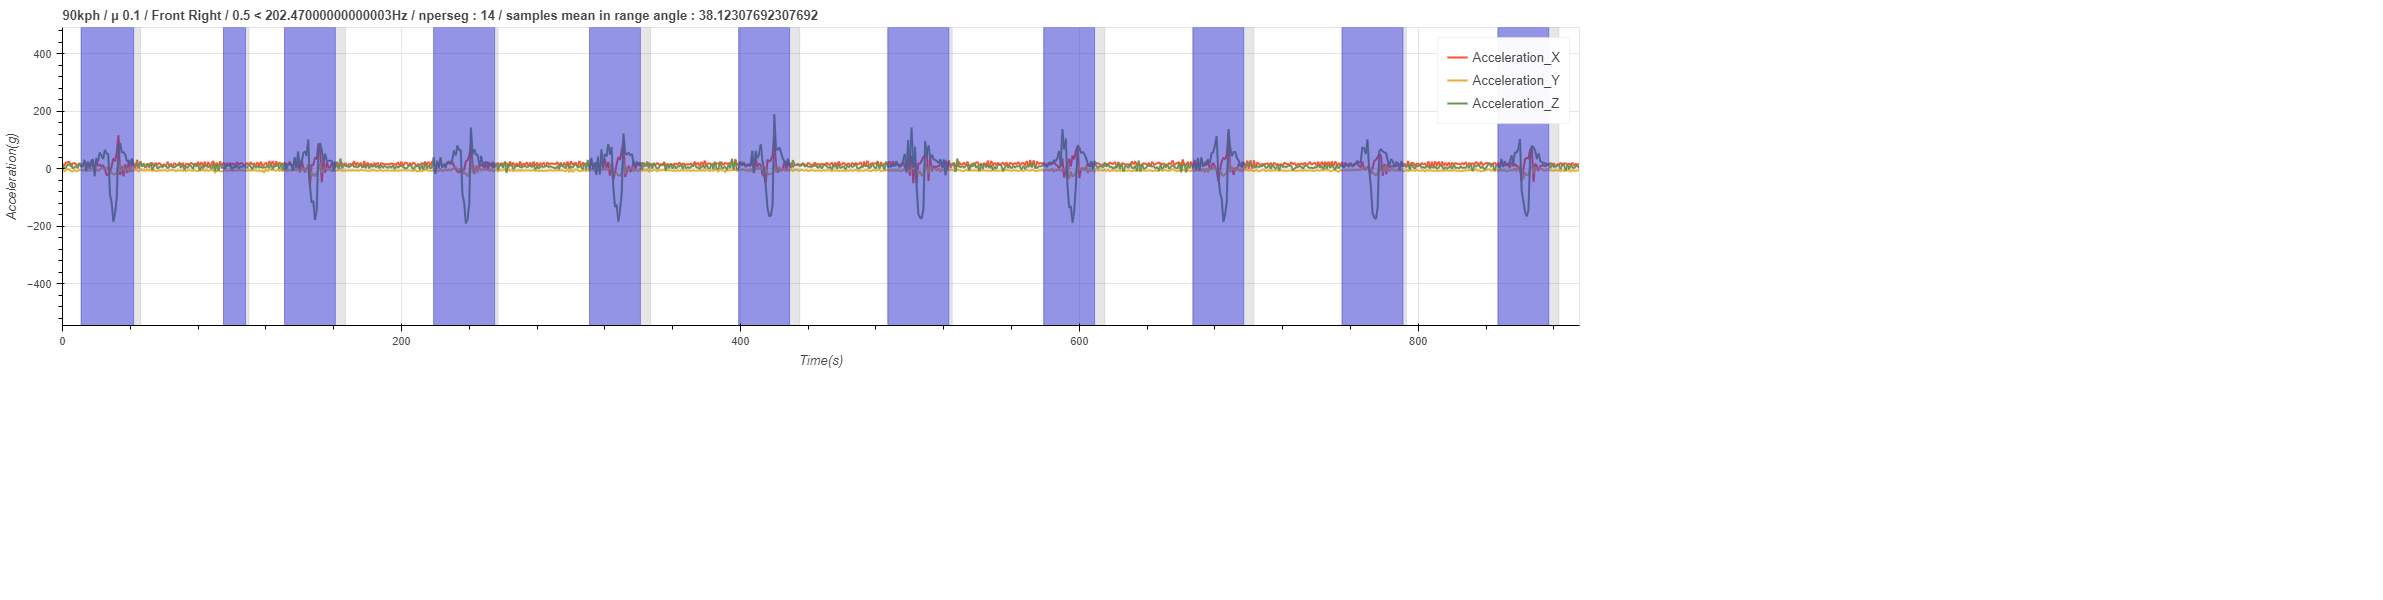 90kph / μ 0.1 / Front Right / 0.5 < 202.47000000000003Hz / nperseg : 14 / samples mean in range angle : 38.12307692307692
400
200
0
−200
−400
Acceleration(g)
Acceleration_X
Acceleration_Y
Acceleration_Z
0 200 400 600 800
Time(s)